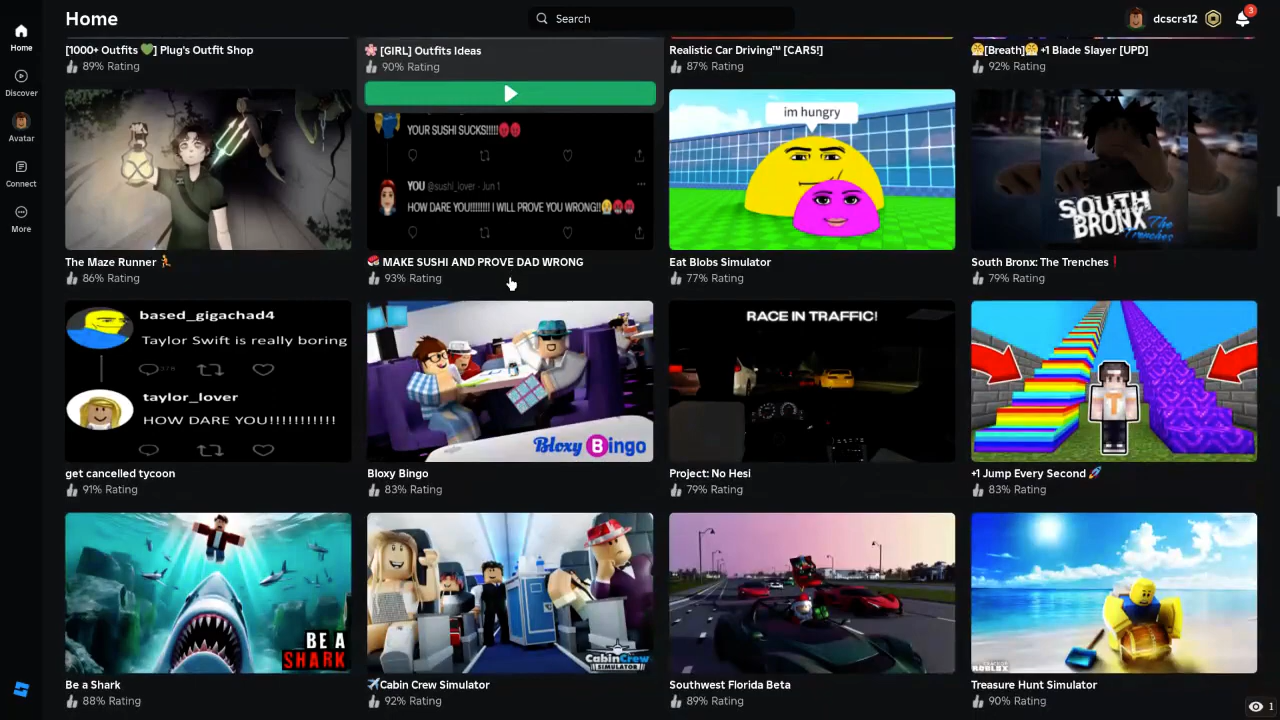 Home
Search
dcscrs12
3
Home
Discover
Avatar
Connect
More
[1000+ Outfits 💚] Plug's Outfit Shop
89% Rating
🌸 [GIRL] Outfits Ideas
90% Rating
Realistic Car Driving™ [CARS!]
87% Rating
😤[Breath]😤 +1 Blade Slayer [UPD]
92% Rating
YOUR SUSHI SUCKS!!!!!😡😡
YOU @sushi_lover · Jun 1
HOW DARE YOU!!!!!!!! I WILL PROVE YOU WRONG!!😢😡😡
im hungry
SOUTH
BRONX
The
Trenches
The Maze Runner 🏃
86% Rating
🍣 MAKE SUSHI AND PROVE DAD WRONG
93% Rating
Eat Blobs Simulator
77% Rating
South Bronx: The Trenches❗
79% Rating
based_gigachad4
Taylor Swift is really boring
taylor_lover
HOW DARE YOU!!!!!!!!!!!
Bloxy Bingo
RACE IN TRAFFIC!
T
get cancelled tycoon
91% Rating
Bloxy Bingo
83% Rating
Project: No Hesi
79% Rating
+1 Jump Every Second 🚀
83% Rating
BE A
SHARK
CabinCrew
SIMULATOR
ROBLOX
Be a Shark
88% Rating
✈️Cabin Crew Simulator
92% Rating
Southwest Florida Beta
89% Rating
Treasure Hunt Simulator
90% Rating
1